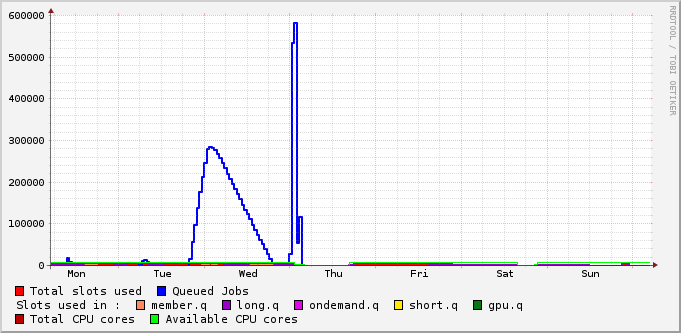 RRDTOOL / TOBI OETIKER
600000
500000
400000
300000
200000
100000
0
Mon Tue Wed Thu Fri Sat Sun
Total slots used Queued Jobs
Slots used in : member.q long.q ondemand.q short.q gpu.q
Total CPU cores Available CPU cores